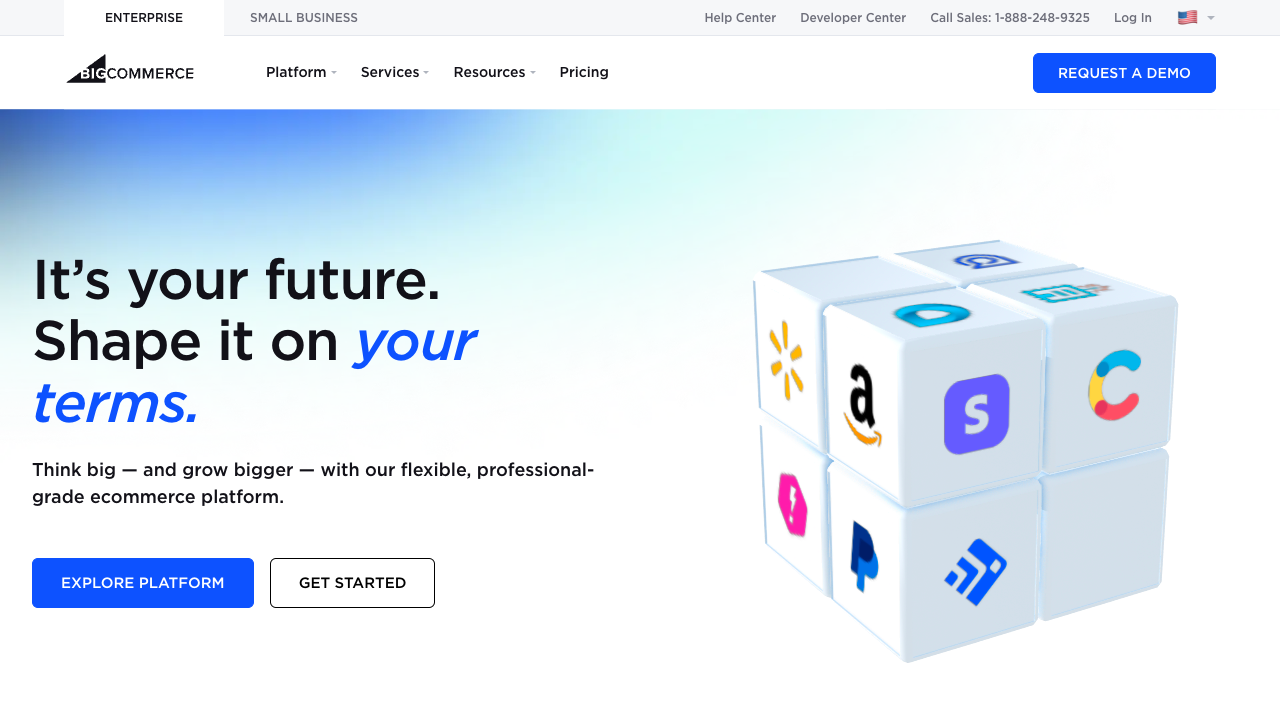 ENTERPRISE
SMALL BUSINESS
Help Center
Developer Center
Call Sales: 1-888-248-9325
Log In
BIGCOMMERCE
Platform
Services
Resources
Pricing
REQUEST A DEMO
It’s your future.
Shape it on your
terms.
Think big — and grow bigger — with our flexible, professional-
grade ecommerce platform.
EXPLORE PLATFORM
GET STARTED
a
S